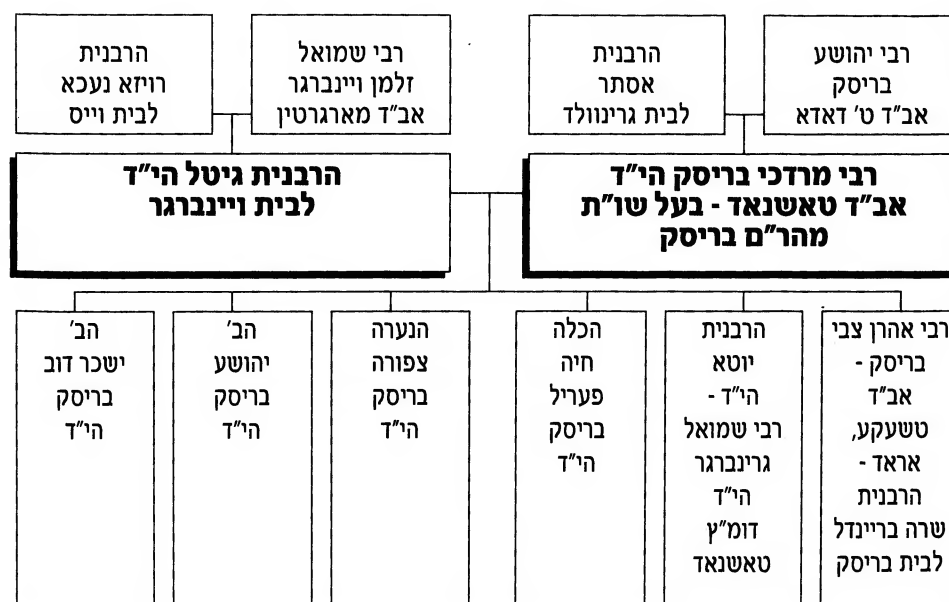 רבי יהושע
בריסק
אב"ד ט' דאדא
הרבנית
אסתר
לבית גרינוולד
רבי שמואל
זלמן ויינברגר
אב"ד מארגרטין
הרבנית
רויזא נעכא
לבית וייס
רבי מרדכי בריסק הי"ד
אב"ד טאשנאד - בעל שו"ת
מהר"ם בריסק
הרבנית גיטל הי"ד
לבית ויינברגר
רבי אהרן צבי
בריסק -
אב"ד
טשעקע,
אראד -
הרבנית
שרה בריינדל
לבית בריסק
הרבנית
יוטא
הי"ד -
רבי שמואל
גרינברגר
הי"ד
דומ"ץ
טאשנאד
הכלה
חיה
פעריל
בריסק
הי"ד
הנערה
צפורה
בריסק
הי"ד
הב'
יהושע
בריסק
הי"ד
הב'
ישכר דוב
בריסק
הי"ד